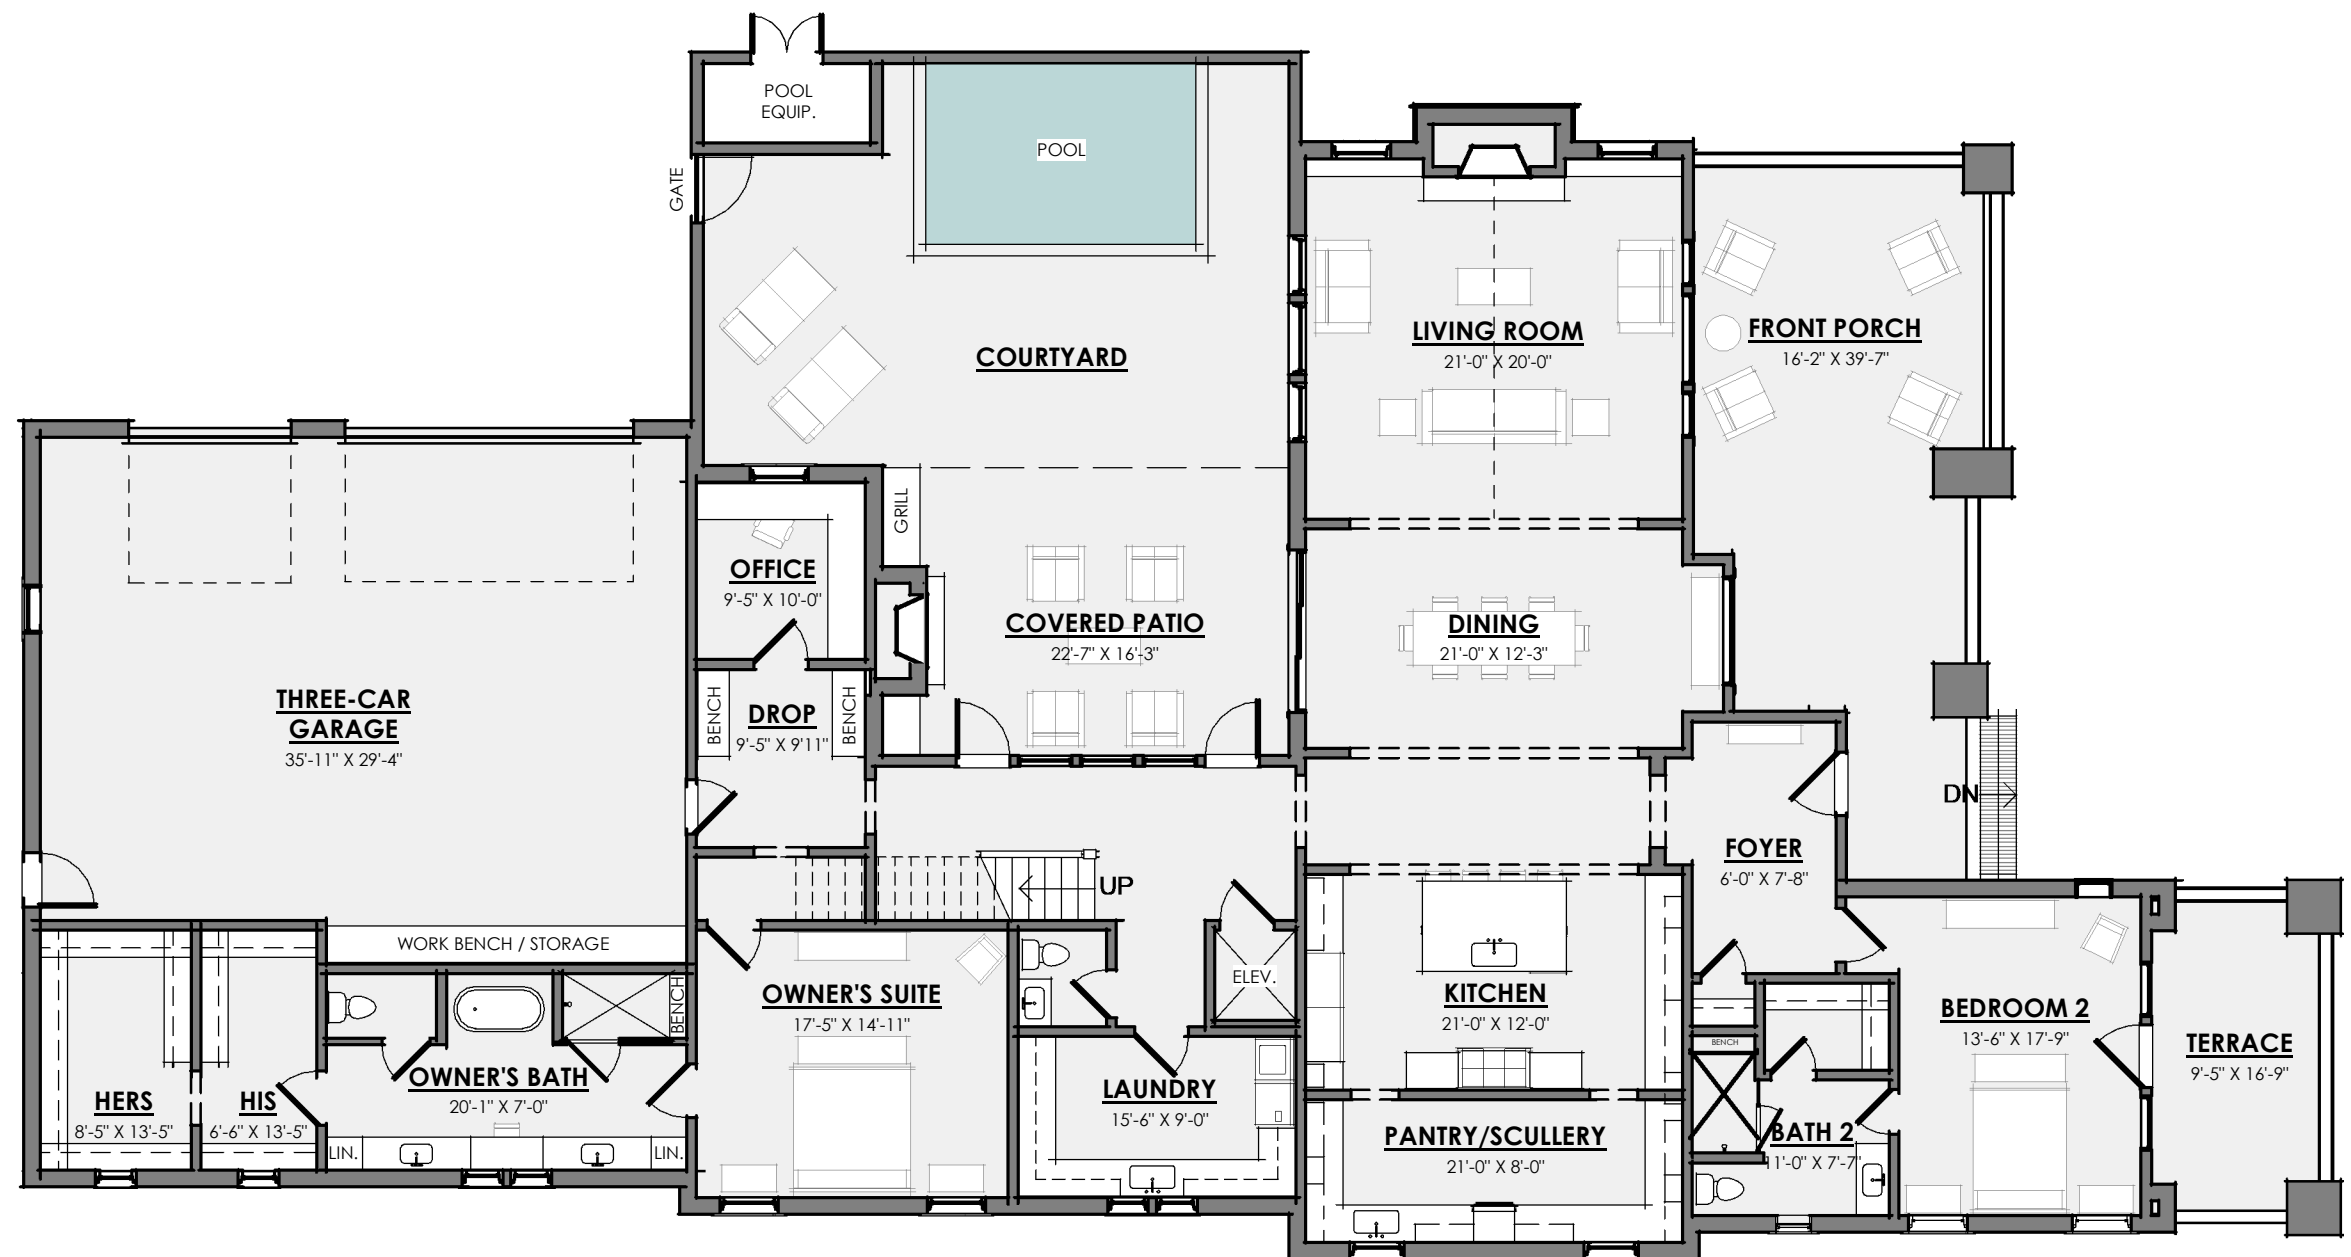 POOL
EQUIP.
POOL
GATE
COURTYARD
LIVING ROOM
21'-0" X 20'-0"
FRONT PORCH
16'-2" X 39'-7"
GRILL
OFFICE
9'-5" X 10'-0"
COVERED PATIO
22'-7" X 16'-3"
DINING
21'-0" X 12'-3"
THREE-CAR
GARAGE
35'-11" X 29'-4"
BENCH
DROP
9'-5" X 9'11"
BENCH
DN
FOYER
6'-0" X 7'-8"
UP
WORK BENCH / STORAGE
ELEV.
BENCH
OWNER'S SUITE
17'-5" X 14'-11"
KITCHEN
21'-0" X 12'-0"
BEDROOM 2
13'-6" X 17'-9"
BENCH
TERRACE
9'-5" X 16'-9"
HERS
8'-5" X 13'-5"
HIS
6'-6" X 13'-5"
OWNER'S BATH
20'-1" X 7'-0"
LIN.
LIN.
LAUNDRY
15'-6" X 9'-0"
PANTRY/SCULLERY
21'-0" X 8'-0"
BATH 2
11'-0" X 7'-7"